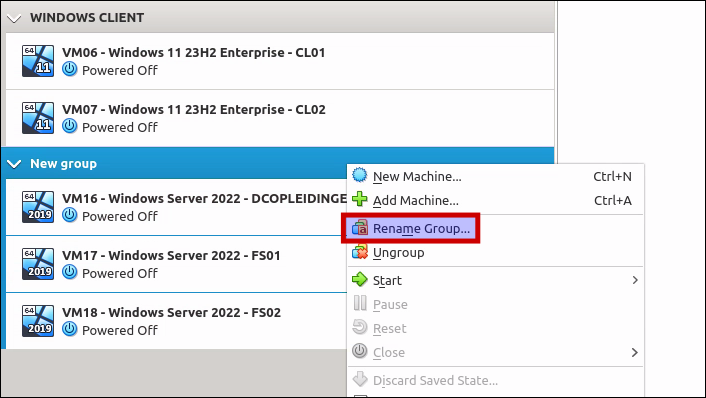 WINDOWS CLIENT
64
11
VM06 - Windows 11 23H2 Enterprise - CL01
Powered Off
64
11
VM07 - Windows 11 23H2 Enterprise - CL02
Powered Off
New group
64
2019
VM16 - Windows Server 2022 - DCOPLEIDINGE
Powered Off
64
2019
VM17 - Windows Server 2022 - FS01
Powered Off
64
2019
VM18 - Windows Server 2022 - FS02
Powered Off
New Machine... Ctrl+N
Add Machine... Ctrl+A
Rename Group...
Ungroup
Start
Pause
Reset
Close
Discard Saved State...